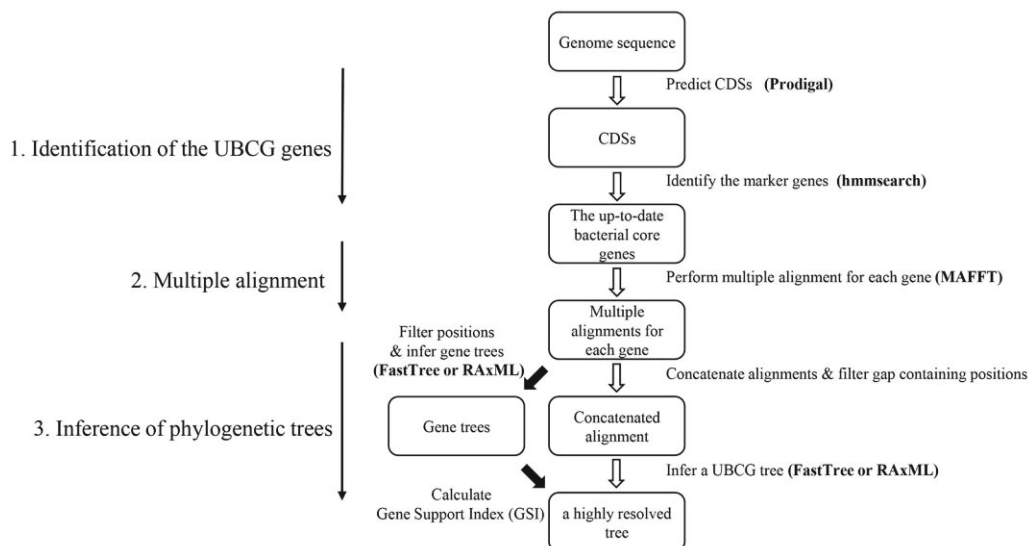 Genome sequence
Predict CDSs (Prodigal)
1. Identification of the UBCG genes
CDSs
Identify the marker genes (hmmsearch)
The up-to-date
bacterial core
genes
2. Multiple alignment
Perform multiple alignment for each gene (MAFFT)
Multiple
alignments for
each gene
Filter positions
& infer gene trees
(FastTree or RAxML)
Concatenate alignments & filter gap containing positions
3. Inference of phylogenetic trees
Gene trees
Concatenated
alignment
Infer a UBCG tree (FastTree or RAxML)
Calculate
Gene Support Index (GSI)
a highly resolved
tree